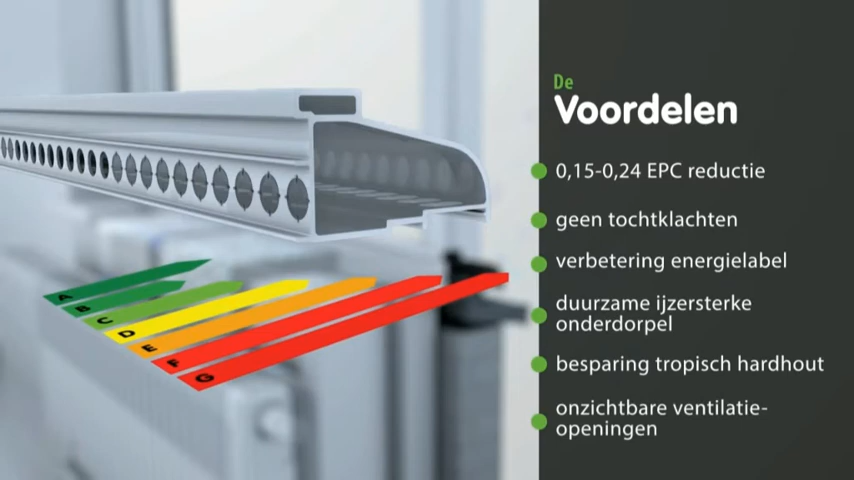 De
Voordelen
0,15-0,24 EPC reductie
geen tochtklachten
verbetering energielabel
duurzame ijzersterke
onderdorpel
besparing tropisch hardhout
onzichtbare ventilatie-
openingen
A
B
C
D
E
F
G